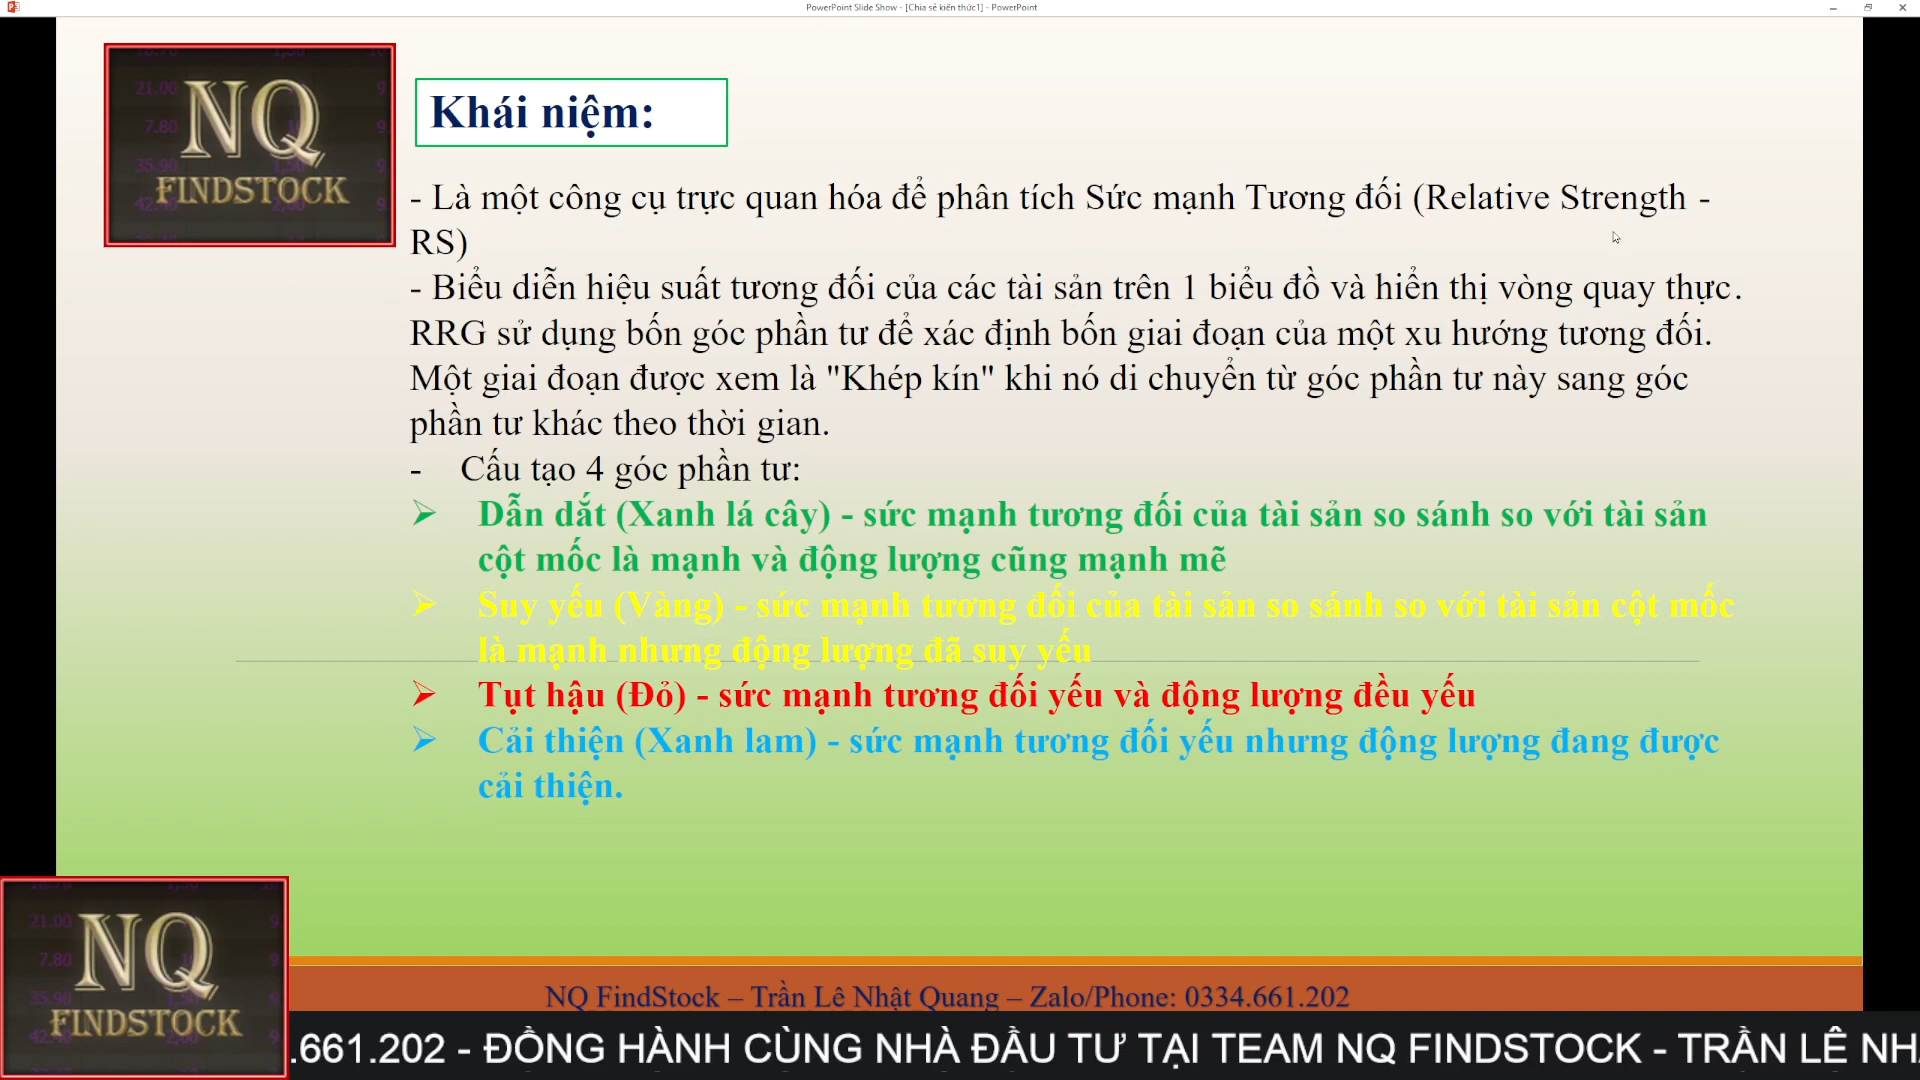 PowerPoint Slide Show - [Chia sẻ kiến thức1] - PowerPoint
NQ
FINDSTOCK
Khái niệm:
- Là một công cụ trực quan hóa để phân tích Sức mạnh Tương đối (Relative Strength -
RS)
- Biểu diễn hiệu suất tương đối của các tài sản trên 1 biểu đồ và hiển thị vòng quay thực.
RRG sử dụng bốn góc phần tư để xác định bốn giai đoạn của một xu hướng tương đối.
Một giai đoạn được xem là "Khép kín" khi nó di chuyển từ góc phần tư này sang góc
phần tư khác theo thời gian.
- Cấu tạo 4 góc phần tư:
➢ Dẫn dắt (Xanh lá cây) - sức mạnh tương đối của tài sản so sánh so với tài sản
cột mốc là mạnh và động lượng cũng mạnh mẽ
➢ Suy yếu (Vàng) - sức mạnh tương đối của tài sản so sánh so với tài sản cột mốc
là mạnh nhưng động lượng đã suy yếu
➢ Tụt hậu (Đỏ) - sức mạnh tương đối yếu và động lượng đều yếu
➢ Cải thiện (Xanh lam) - sức mạnh tương đối yếu nhưng động lượng đang được
cải thiện.
NQ
FINDSTOCK
NQ FindStock – Trần Lê Nhật Quang – Zalo/Phone: 0334.661.202
.661.202 - ĐỒNG HÀNH CÙNG NHÀ ĐẦU TƯ TẠI TEAM NQ FINDSTOCK - TRẦN LÊ NH